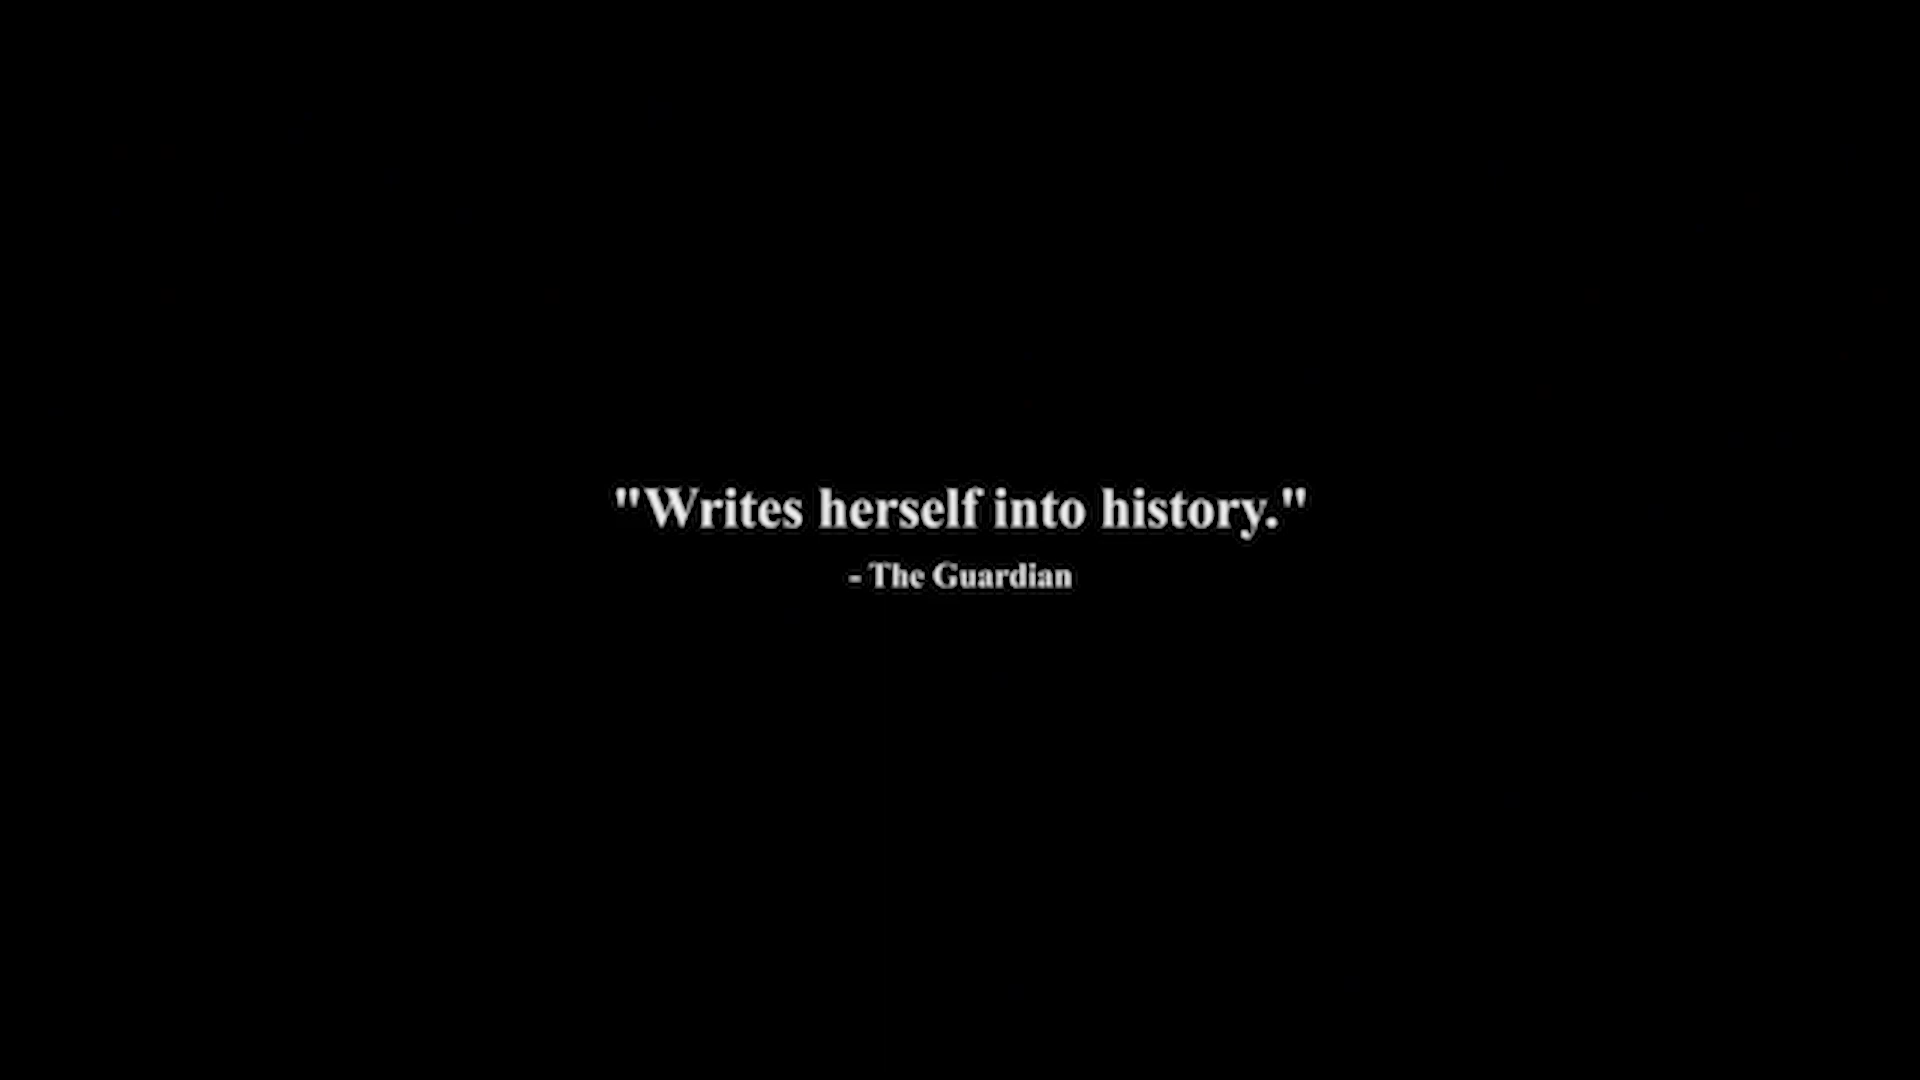 "Writes herself into history."
- The Guardian